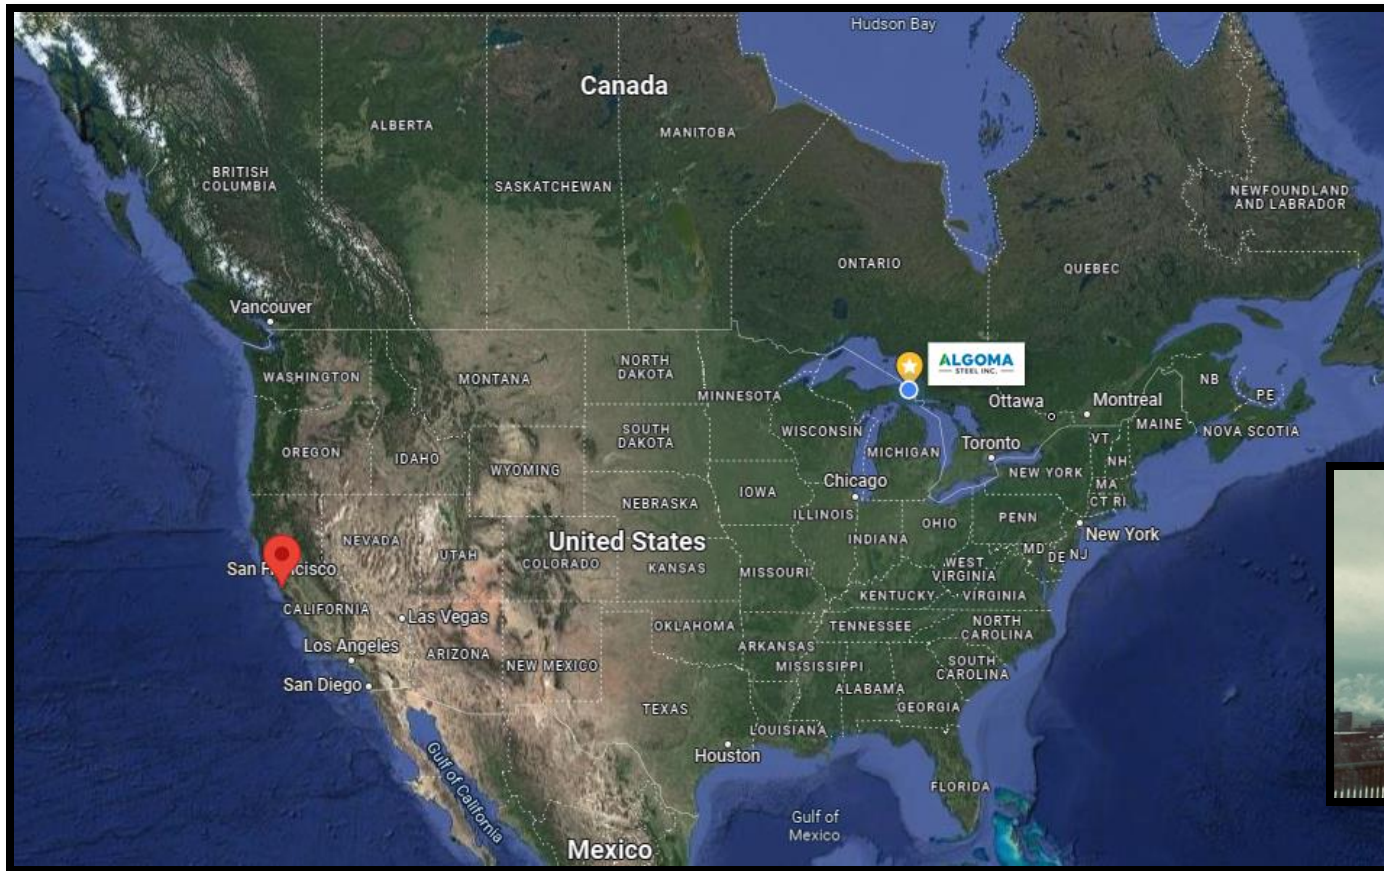 Hudson Bay
Canada
ALBERTA
MANITOBA
BRITISH
COLUMBIA
SASKATCHEWAN
NEWFOUNDLAND
AND LABRADOR
ONTARIO
QUEBEC
Vancouver
ALGOMA
STEEL INC.
NORTH
DAKOTA
WASHINGTON
MONTANA
MINNESOTA
NB
PE
Ottawa
Montreal
MAINE
NOVA SCOTIA
SOUTH
DAKOTA
WISCONSIN
MICHIGAN
Toronto
VT.
OREGON
IDAHO
WYOMING
NH
NEW YORK
MA
CT RI
Chicago
NEBRASKA
IOWA
ILLINOIS
OHIO
PENN
New York
NEVADA
UTAH
United States
COLORADO
KANSAS
MISSOURI
INDIANA
WEST
VIRGINIA
MD
DE
NJ
San Francisco
KENTUCKY
VIRGINIA
CALIFORNIA
Las Vegas
OKLAHOMA
TENNESSEE
NORTH
CAROLINA
Los Angeles
ARIZONA
NEW MEXICO
ARKANSAS
MISSISSIPPI
SOUTH
CAROLINA
San Diego
ALABAMA
GEORGIA
TEXAS
LOUISIANA
Houston
Gulf of California
FLORIDA
Gulf of
Mexico
Mexico